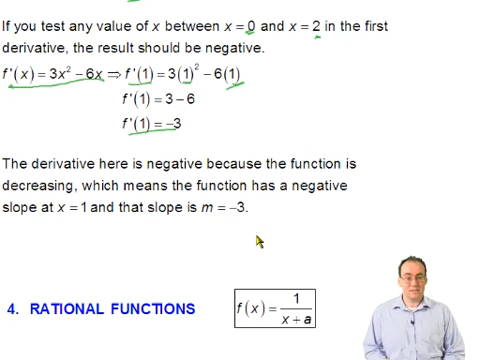 If you test any value of x between x = 0 and x = 2 in the first
derivative, the result should be negative.
f'(x) = 3x² − 6x ⇒ f'(1) = 3(1)² − 6(1)
f'(1) = 3 − 6
f'(1) = −3
The derivative here is negative because the function is
decreasing, which means the function has a negative
slope at x = 1 and that slope is m = −3.
4. RATIONAL FUNCTIONS f(x) = 1/(x + a)